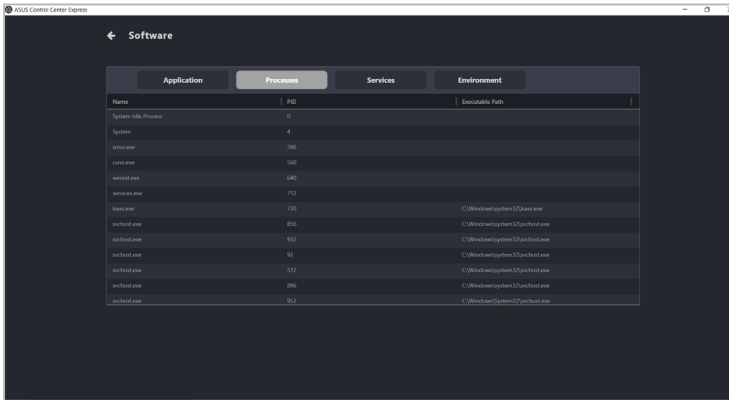 ASUS Control Center Express
Software
Application Processes Services Environment
Name PID Executable Path
System Idle Process 0
System 4
smss.exe 396
csrss.exe 560
wininit.exe 640
services.exe 712
lsass.exe 720 C:\Windows\system32\lsass.exe
svchost.exe 856 C:\Windows\system32\svchost.exe
svchost.exe 932 C:\Windows\system32\svchost.exe
svchost.exe 92 C:\Windows\system32\svchost.exe
svchost.exe 512 C:\Windows\system32\svchost.exe
svchost.exe 896 C:\Windows\system32\svchost.exe
svchost.exe 952 C:\Windows\System32\svchost.exe